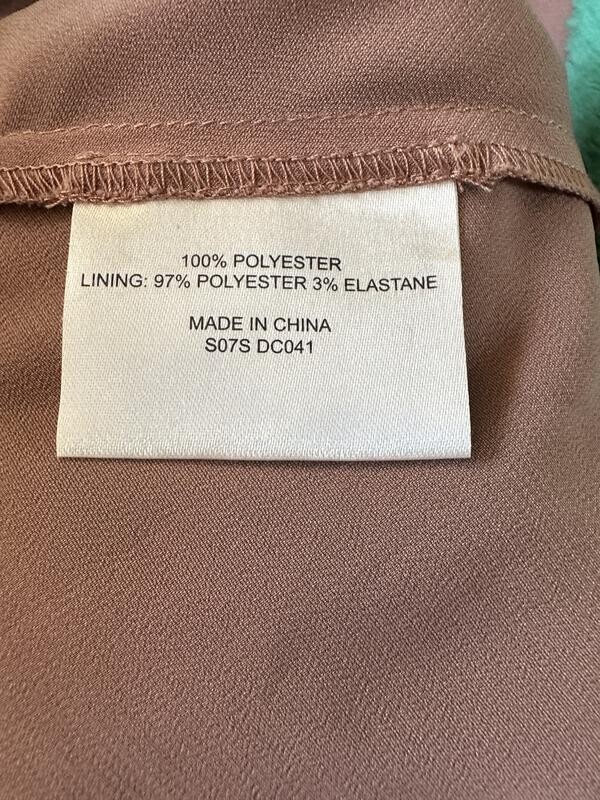 100% POLYESTER
LINING: 97% POLYESTER 3% ELASTANE
MADE IN CHINA
S07S DC041